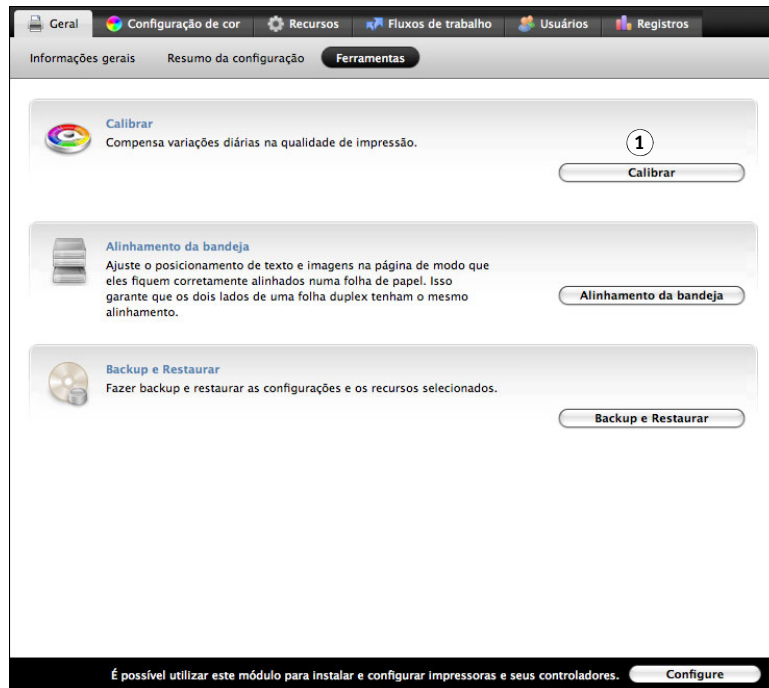 Geral Configuração de cor Recursos Fluxos de trabalho Usuários Registros
Informações gerais Resumo da configuração Ferramentas
Calibrar
Compensa variações diárias na qualidade de impressão.
1
Calibrar
Alinhamento da bandeja
Ajuste o posicionamento de texto e imagens na página de modo que
eles fiquem corretamente alinhados numa folha de papel. Isso
garante que os dois lados de uma folha duplex tenham o mesmo
alinhamento.
Alinhamento da bandeja
Backup e Restaurar
Fazer backup e restaurar as configurações e os recursos selecionados.
Backup e Restaurar
É possível utilizar este módulo para instalar e configurar impressoras e seus controladores. Configure